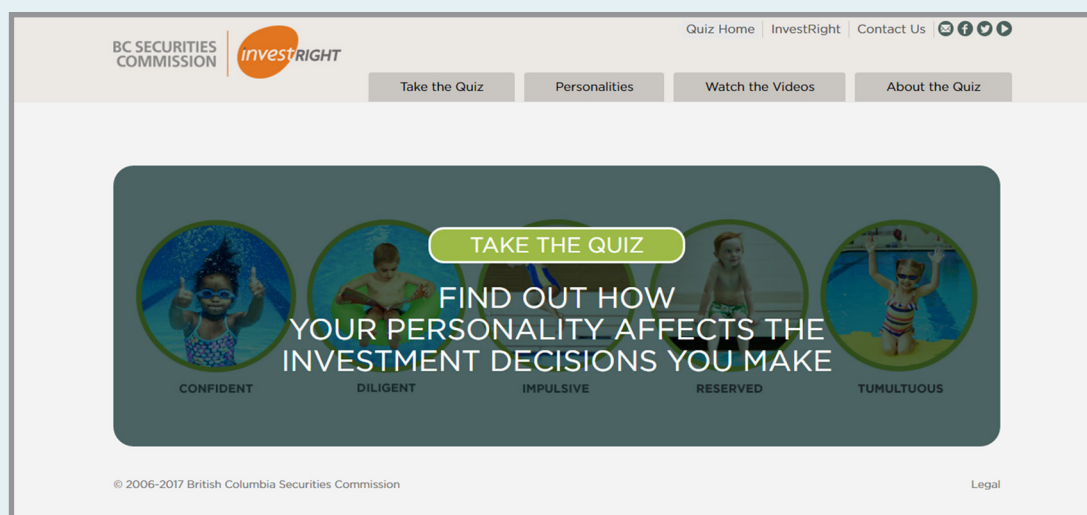 Quiz Home InvestRight Contact Us
BC SECURITIES
COMMISSION
investRIGHT
Take the Quiz Personalities Watch the Videos About the Quiz
TAKE THE QUIZ
FIND OUT HOW
YOUR PERSONALITY AFFECTS THE
INVESTMENT DECISIONS YOU MAKE
CONFIDENT DILIGENT IMPULSIVE RESERVED TUMULTUOUS
© 2006-2017 British Columbia Securities Commission Legal